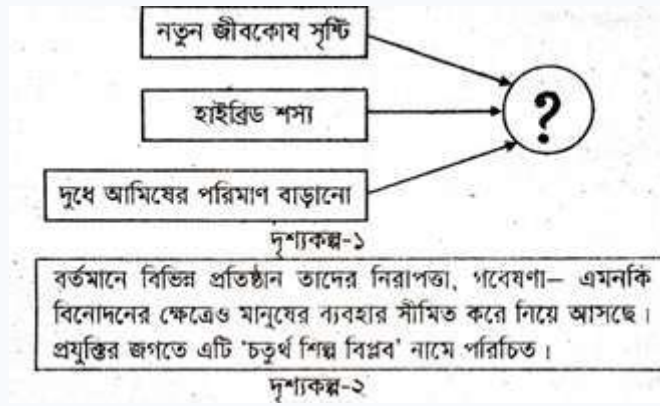 নতুন জীবকোষ সৃষ্টি
হাইব্রিড শস্য
?
দুধে আমিষের পরিমাণ বাড়ানো
দৃশ্যকল্প-১
বর্তমানে বিভিন্ন প্রতিষ্ঠান তাদের নিরাপত্তা, গবেষণা– এমনকি
বিনোদনের ক্ষেত্রেও মানুষের ব্যবহার সীমিত করে নিয়ে আসছে।
প্রযুক্তির জগতে এটি ‘চতুর্থ শিল্প বিপ্লব’ নামে পরিচিত।
দৃশ্যকল্প-২